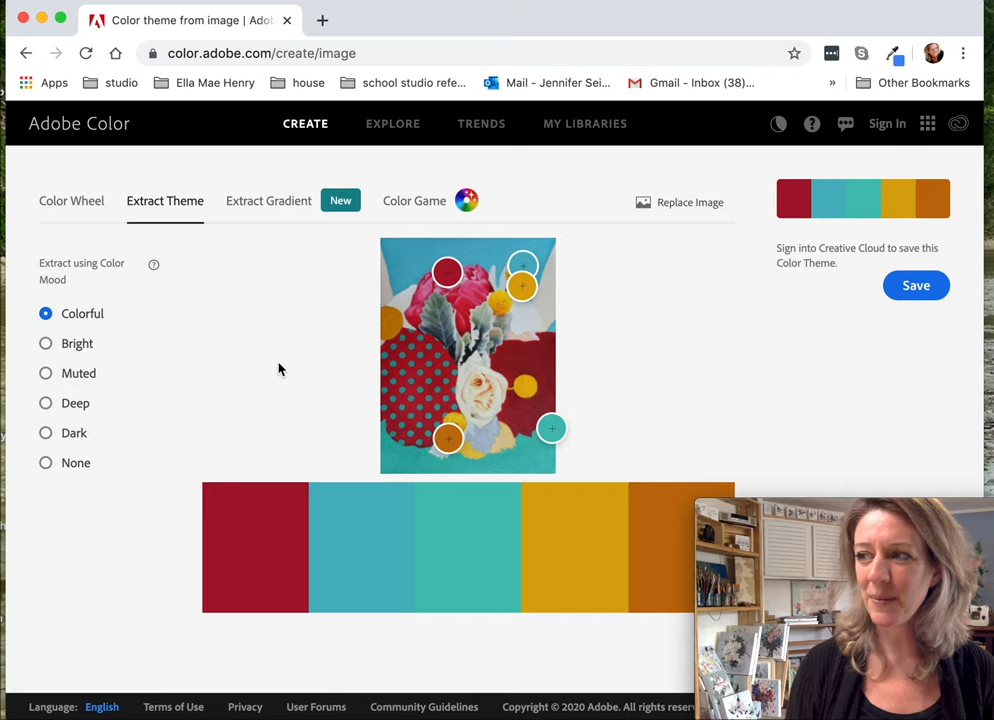 Color theme from image | Adob
color.adobe.com/create/image
Apps studio Ella Mae Henry house school studio refe... Mail - Jennifer Sei... Gmail - Inbox (38)... » Other Bookmarks
Adobe Color CREATE EXPLORE TRENDS MY LIBRARIES Sign In
Color Wheel Extract Theme Extract Gradient New Color Game Replace Image
Sign into Creative Cloud to save this
Color Theme.
Save
Extract using Color
Mood
Colorful
Bright
Muted
Deep
Dark
None
Language: English Terms of Use Privacy User Forums Community Guidelines Copyright © 2020 Adobe. All rights reserv